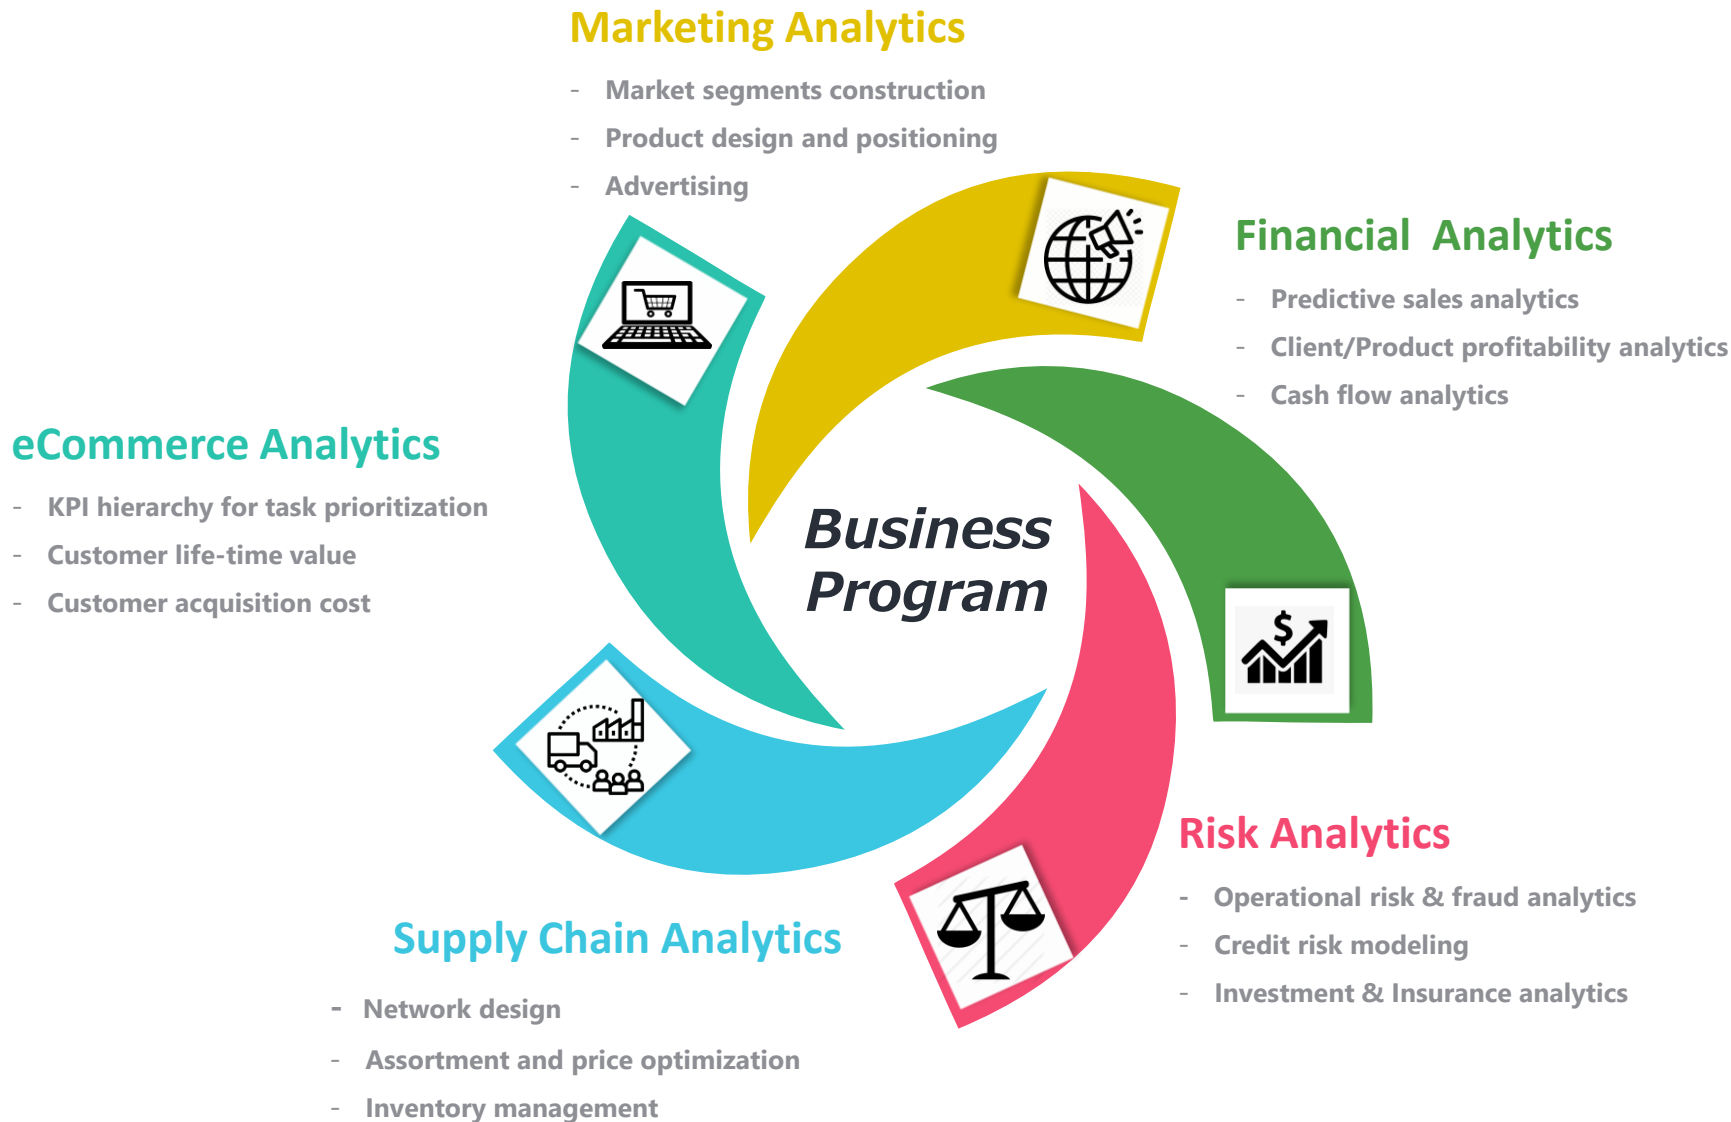 Marketing Analytics
- Market segments construction
- Product design and positioning
- Advertising
Financial  Analytics
- Predictive sales analytics
- Client/Product profitability analytics
- Cash flow analytics
eCommerce Analytics
- KPI hierarchy for task prioritization
- Customer life-time value
- Customer acquisition cost
Business
Program
$
Risk Analytics
- Operational risk & fraud analytics
- Credit risk modeling
- Investment & Insurance analytics
Supply Chain Analytics
- Network design
- Assortment and price optimization
- Inventory management